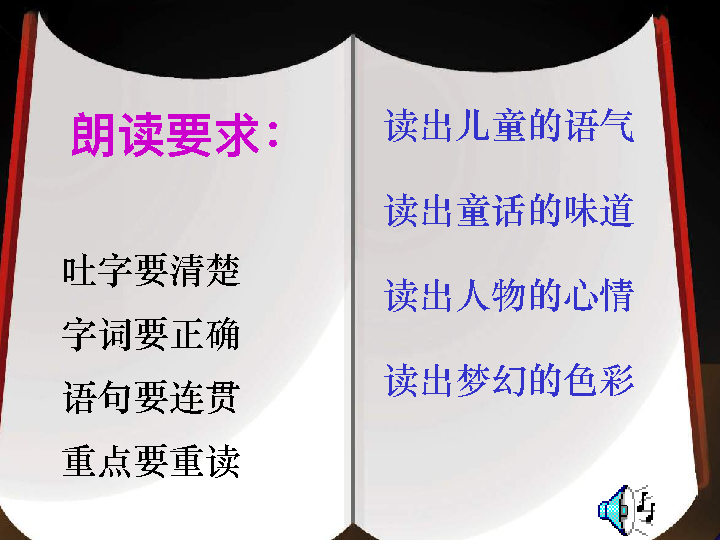 朗读要求：
吐字要清楚
字词要正确
语句要连贯
重点要重读
读出儿童的语气
读出童话的味道
读出人物的心情
读出梦幻的色彩